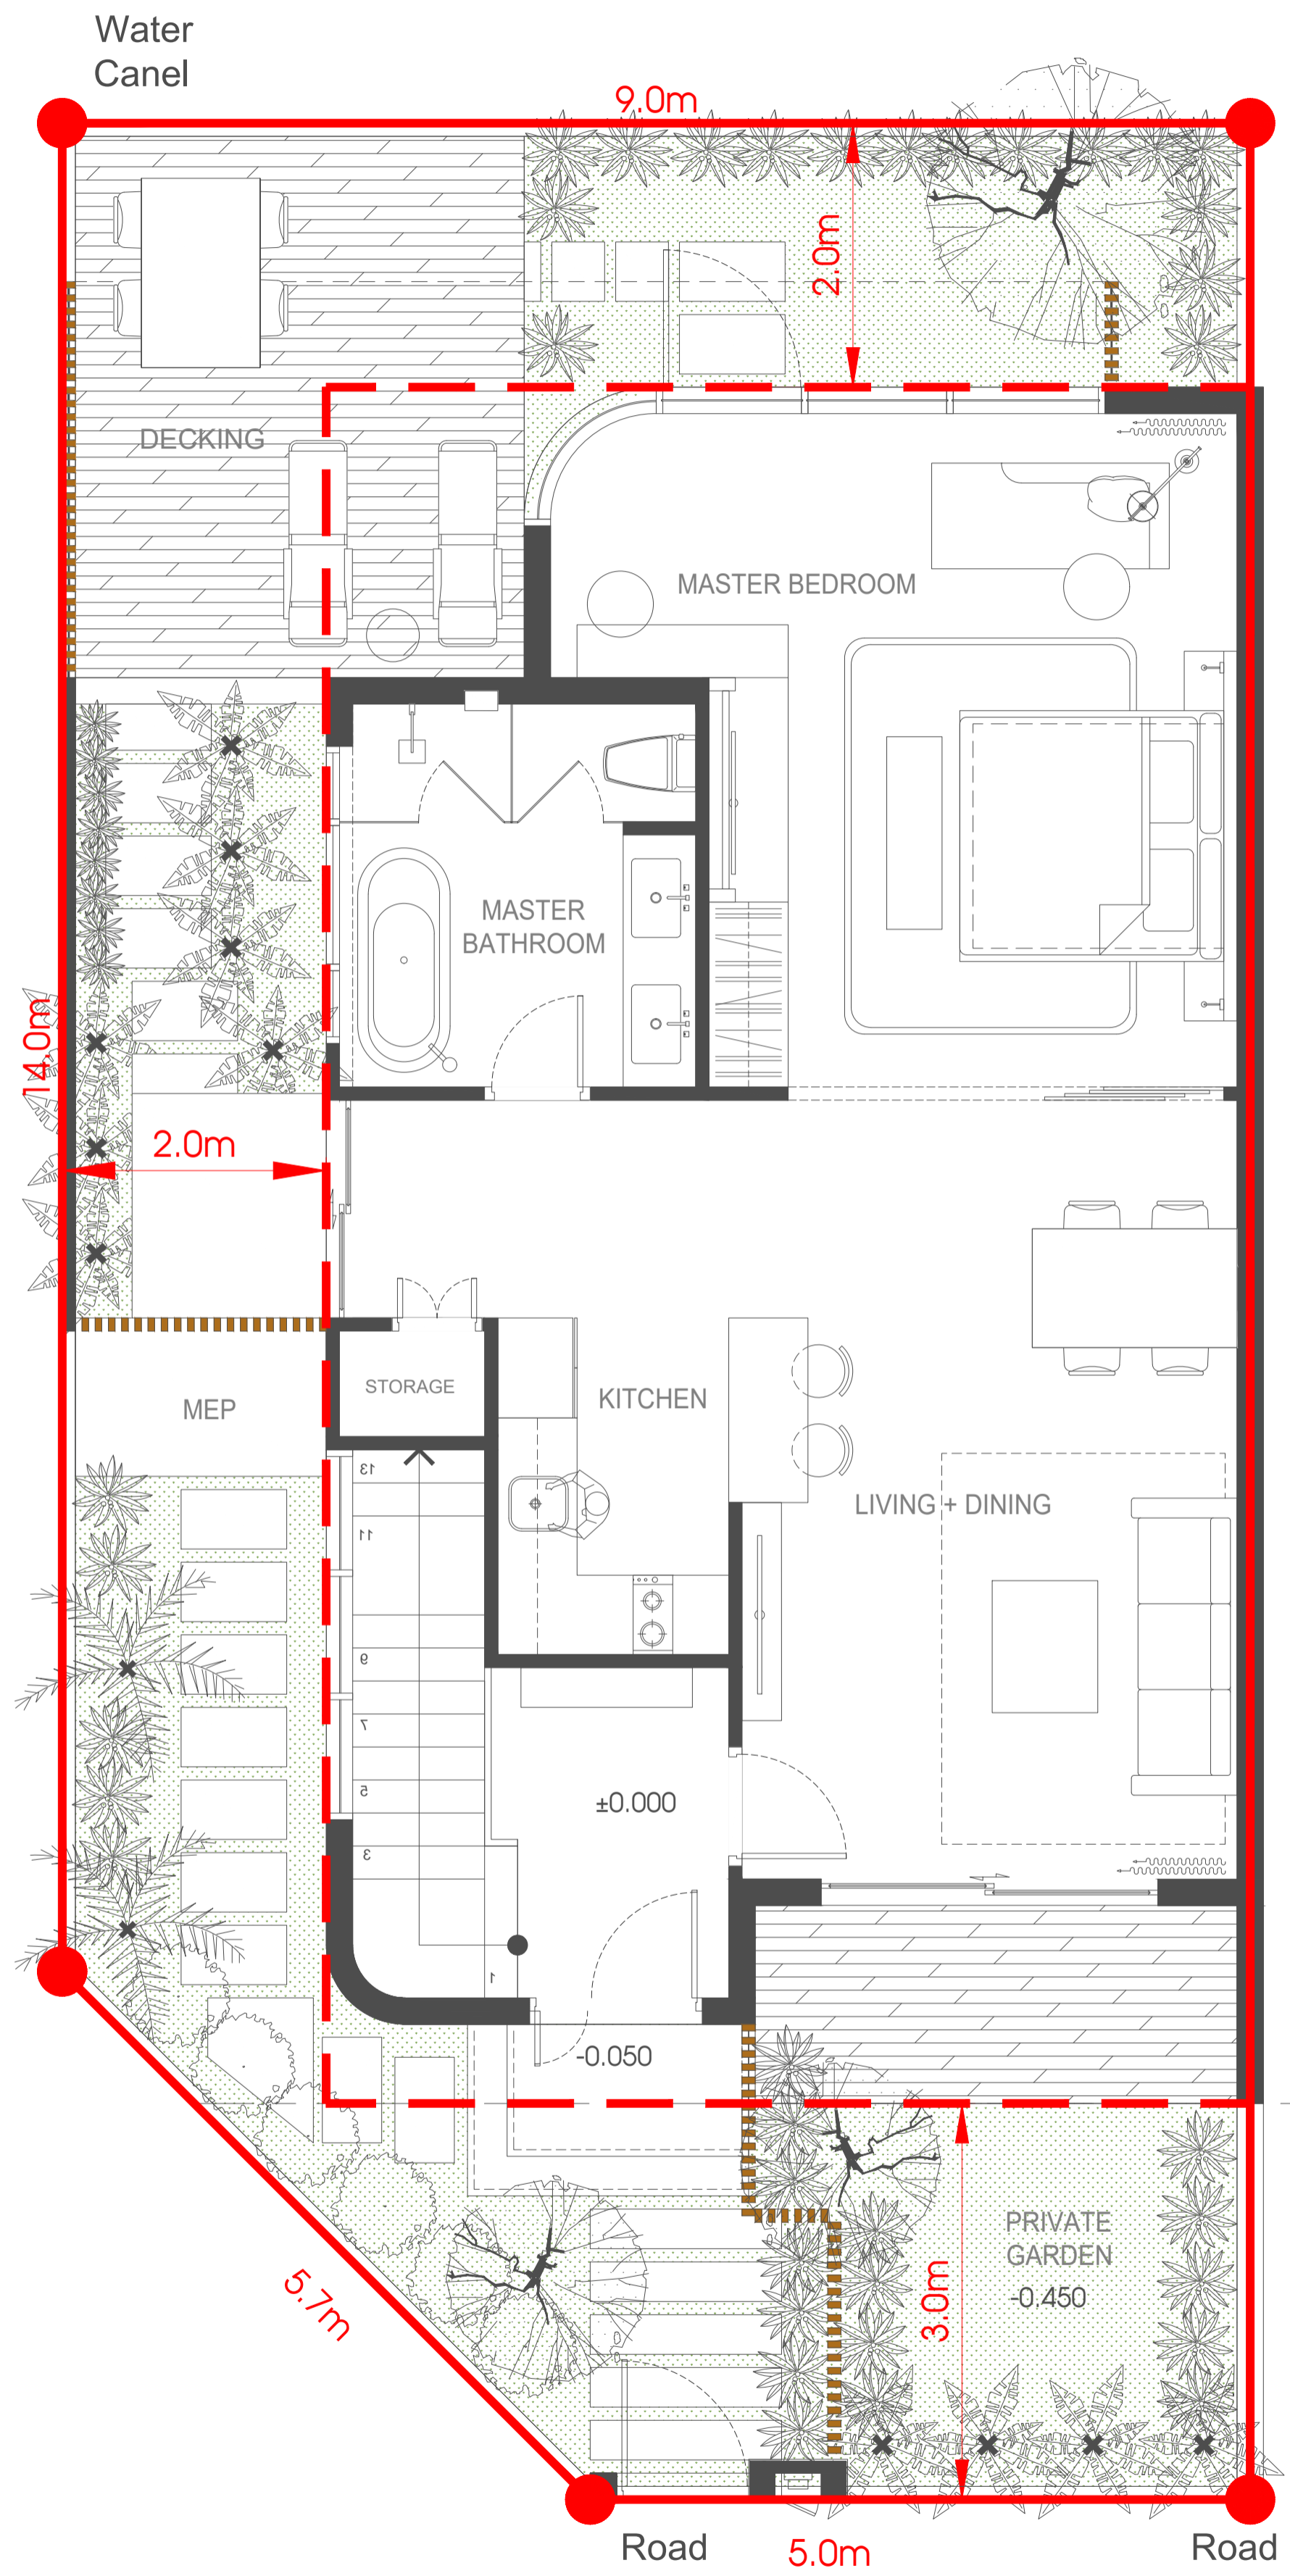 Water
Canel
9.0m
2.0m
DECKING
MASTER BEDROOM
MASTER
BATHROOM
14.0m
2.0m
STORAGE
MEP
KITCHEN
LIVING + DINING
13
11
9
7
5
3
1
±0.000
-0.050
PRIVATE
GARDEN
-0.450
3.0m
5.7m
Road
5.0m
Road